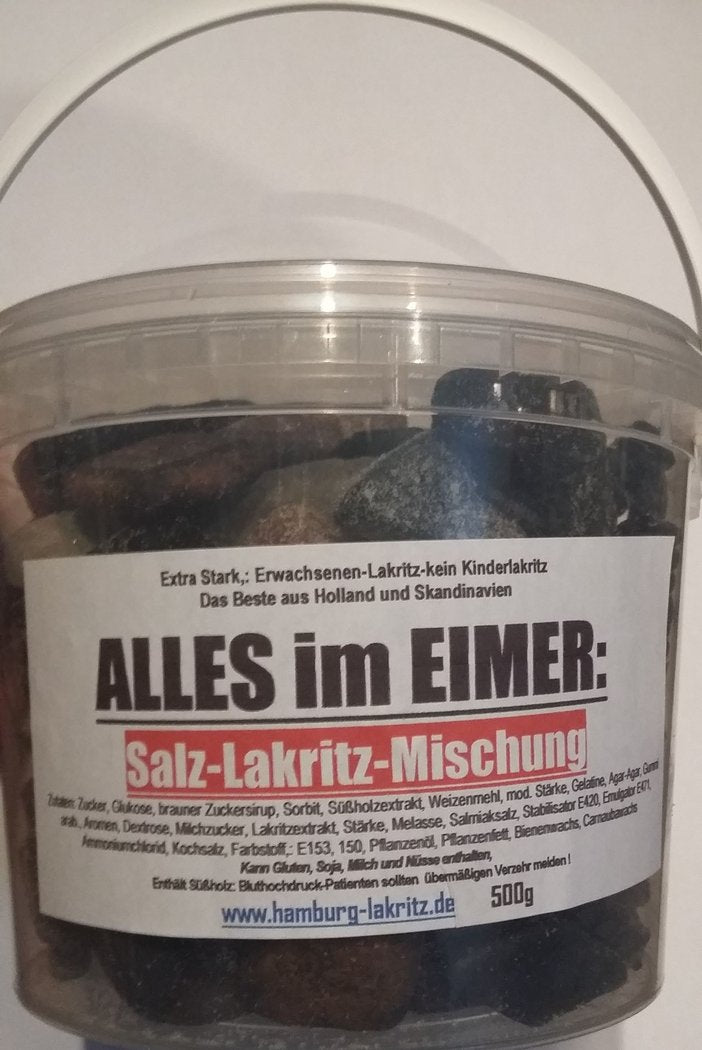 Extra Stark,: Erwachsenen-Lakritz-kein Kinderlakritz
Das Beste aus Holland und Skandinavien
ALLES im EIMER:
Salz-Lakritz-Mischung
Zutaten: Zucker, Glukose, brauner Zuckersirup, Sorbit, Süßholzextrakt, Weizenmehl, mod. Stärke, Gelatine, Agar-Agar, Gummi
arab., Aromen, Dextrose, Milchzucker, Lakritzextrakt, Stärke, Melasse, Salmiaksalz, Stabilisator E420, Emulgator E471,
Ammoniumchlorid, Kochsalz, Farbstoff,: E153, 150, Pflanzenöl, Pflanzenfett, Bienenwachs, Carnaubawachs
Kann Gluten, Soja, Milch und Nüsse enthalten,
Enthält Süßholz: Bluthochdruck-Patienten sollten übermäßigen Verzehr meiden !
www.hamburg-lakritz.de 500g